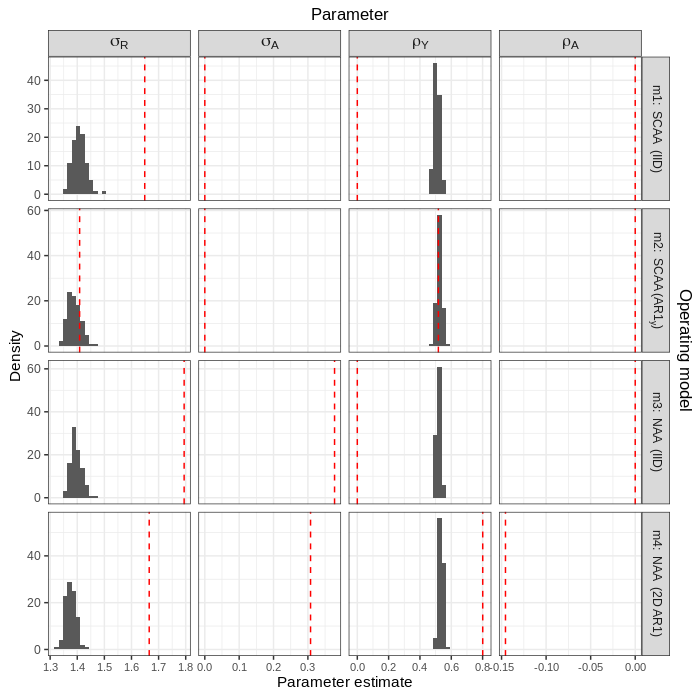 Parameter
σR σA ρY ρA
Density
0 10 20 30 40
m1: SCAA (IID)
0 20 40 60
m2: SCAA (AR1y)
0 20 40 60
m3: NAA (IID)
0 20 40
m4: NAA (2D AR1)
Operating model
1.3 1.4 1.5 1.6 1.7 1.8 0.0 0.1 0.2 0.3 0.0 0.2 0.4 0.6 0.8 -0.15 -0.10 -0.05 0.00
Parameter estimate